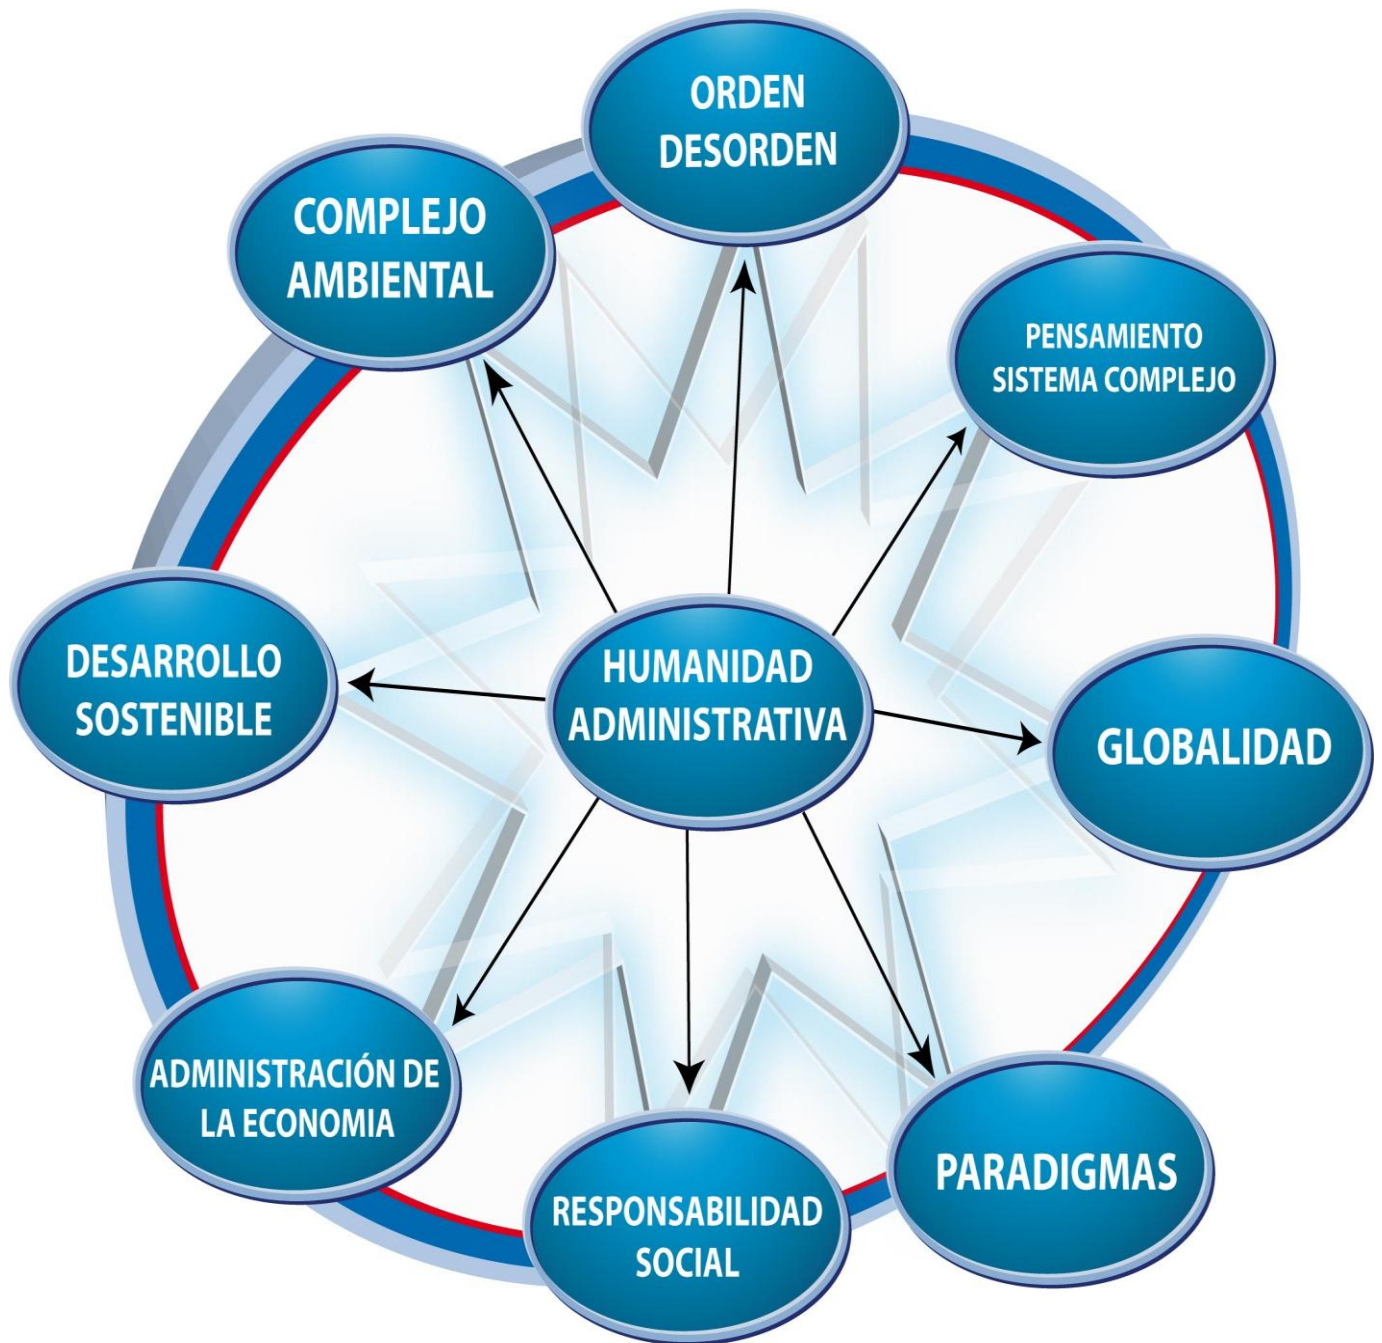 ORDEN
DESORDEN
COMPLEJO
AMBIENTAL
PENSAMIENTO
SISTEMA COMPLEJO
DESARROLLO
SOSTENIBLE
HUMANIDAD
ADMINISTRATIVA
GLOBALIDAD
ADMINISTRACIÓN DE
LA ECONOMIA
RESPONSABILIDAD
SOCIAL
PARADIGMAS